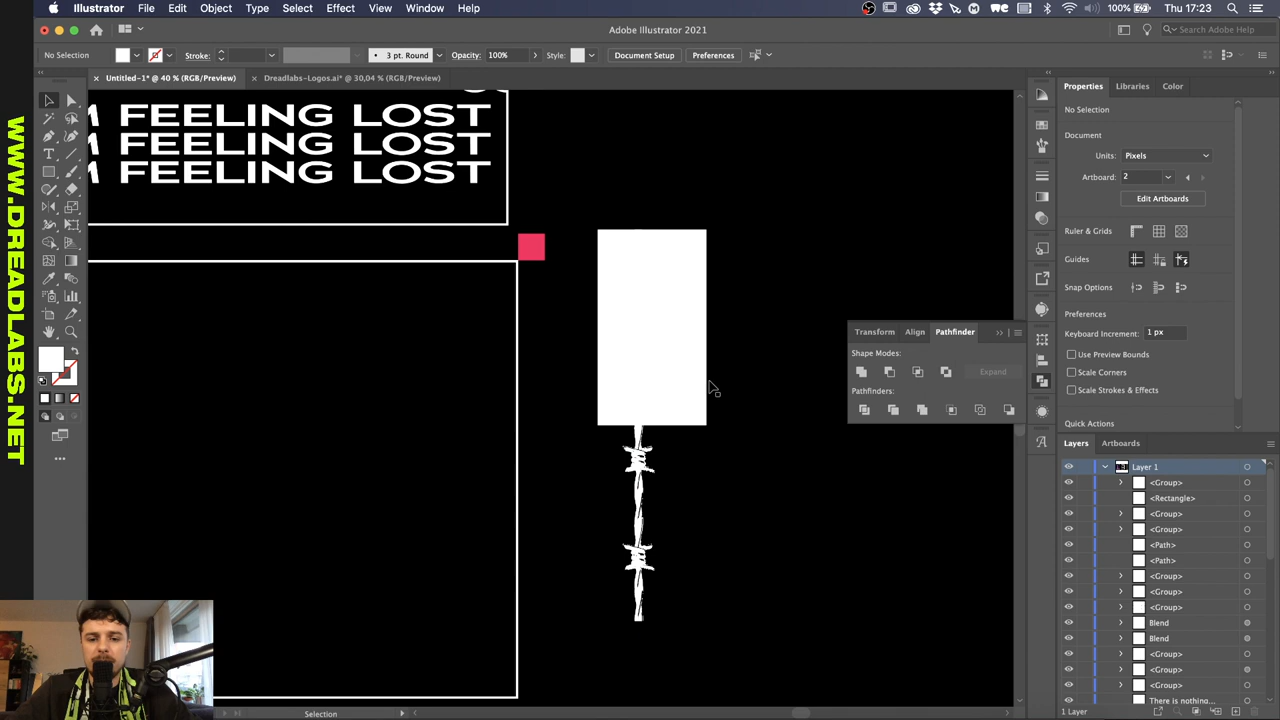 Illustrator File Edit Object Type Select Effect View Window Help
100% Thu 17:23
Adobe Illustrator 2021
Search Adobe Help
No Selection
Stroke:
3 pt. Round
Opacity: 100%
Style:
Document Setup
Preferences
× Untitled-1* @ 40 % (RGB/Preview)
× Dreadlabs-Logos.ai* @ 30,04 % (RGB/Preview)
WWW.DREADLABS.NET
M FEELING LOST
M FEELING LOST
M FEELING LOST
Transform Align Pathfinder
Shape Modes:
Expand
Pathfinders:
Properties Libraries Color
No Selection
Document
Units: Pixels
Artboard: 2
Edit Artboards
Ruler & Grids
Guides
Snap Options
Preferences
Keyboard Increment: 1 px
Use Preview Bounds
Scale Corners
Scale Strokes & Effects
Quick Actions
Layers Artboards
Layer 1
<Group>
<Rectangle>
<Group>
<Group>
<Path>
<Path>
<Group>
<Group>
<Group>
Blend
Blend
<Group>
<Group>
<Group>
There is nothing...
1 Layer
Selection